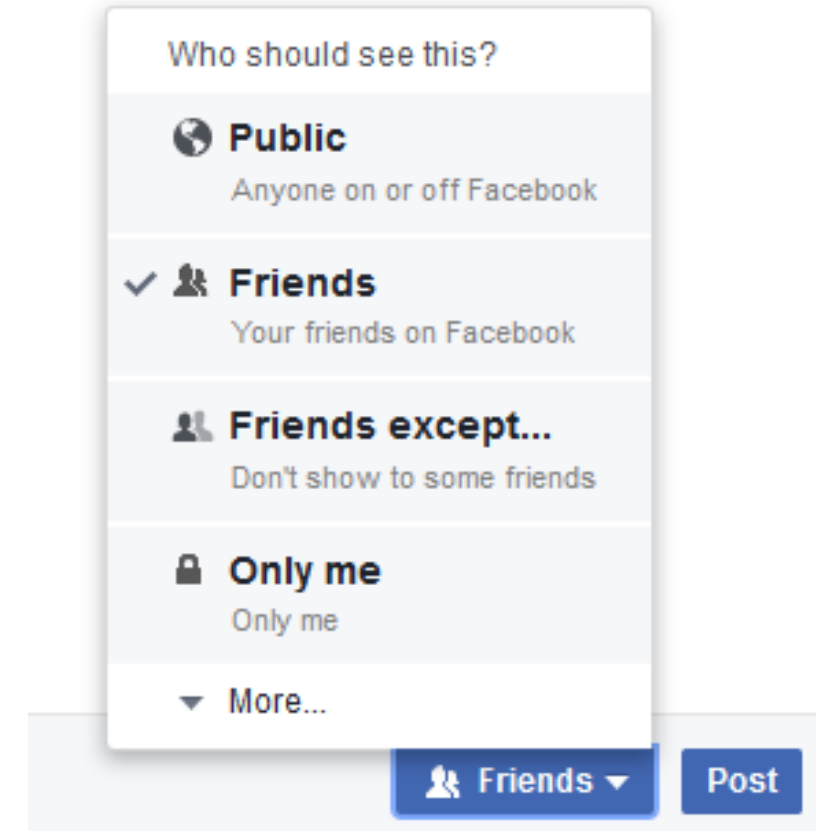 Who should see this?
Public
Anyone on or off Facebook
Friends
Your friends on Facebook
Friends except...
Don't show to some friends
Only me
Only me
More...
Friends
Post